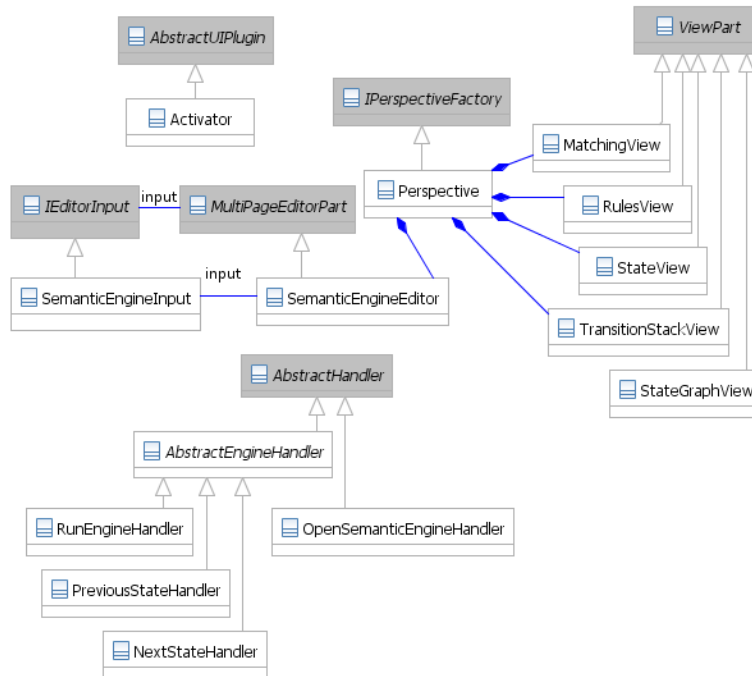 AbstractUIPlugin
ViewPart
Activator
IPerspectiveFactory
MatchingView
Perspective
IEditorInput
input
MultiPageEditorPart
RulesView
StateView
SemanticEngineInput
input
SemanticEngineEditor
TransitionStackView
AbstractHandler
StateGraphView
AbstractEngineHandler
RunEngineHandler
OpenSemanticEngineHandler
PreviousStateHandler
NextStateHandler